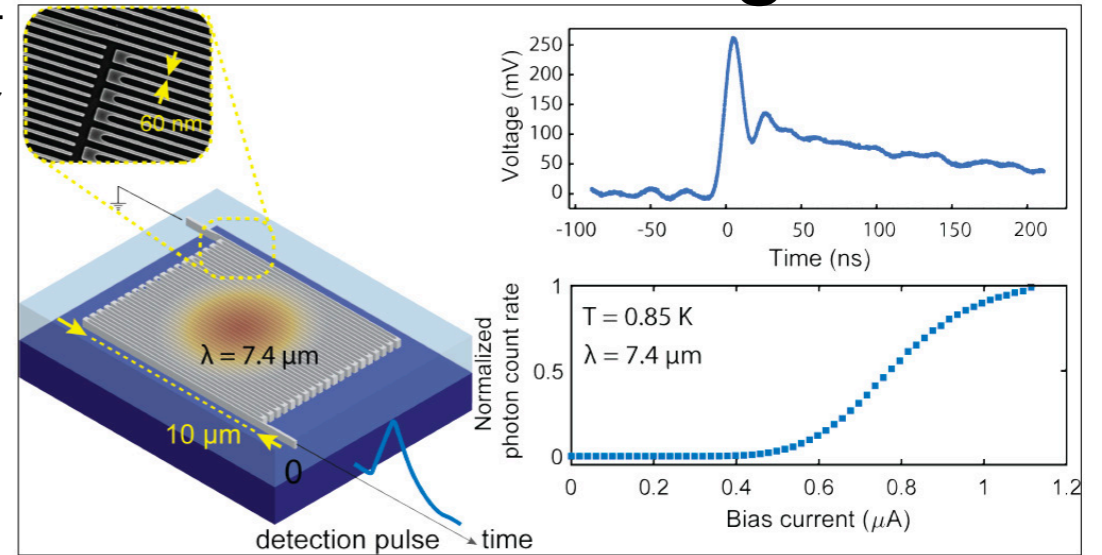 60 nm
λ = 7.4 µm
10 µm
0
detection pulse
time
Voltage (mV)
250
200
150
100
50
0
-100 -50 0 50 100 150 200
Time (ns)
Normalized
photon count rate
1
0.5
0
T = 0.85 K
λ = 7.4 µm
0 0.2 0.4 0.6 0.8 1 1.2
Bias current (µA)